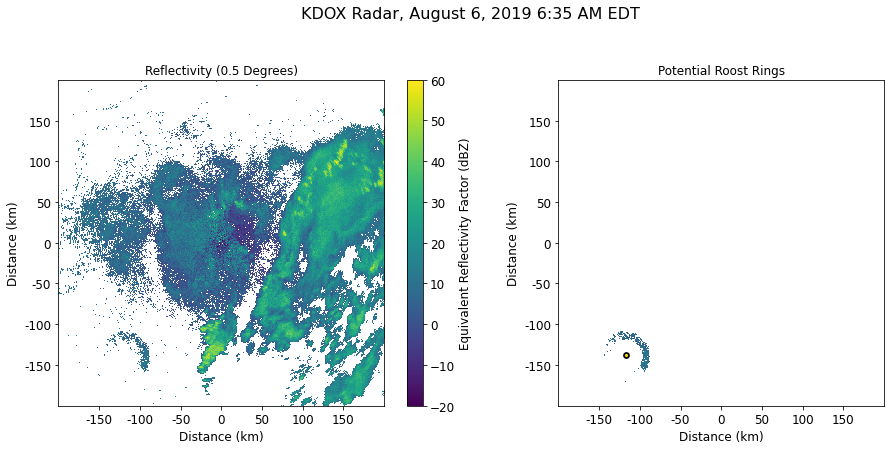 KDOX Radar, August 6, 2019 6:35 AM EDT
Reflectivity (0.5 Degrees)
Distance (km)
150
100
50
0
-50
-100
-150
-150 -100 -50 0 50 100 150
Distance (km)
60
50
40
30
20
10
0
−10
−20
Equivalent Reflectivity Factor (dBZ)
Potential Roost Rings
Distance (km)
150
100
50
0
-50
-100
-150
-150 -100 -50 0 50 100 150
Distance (km)